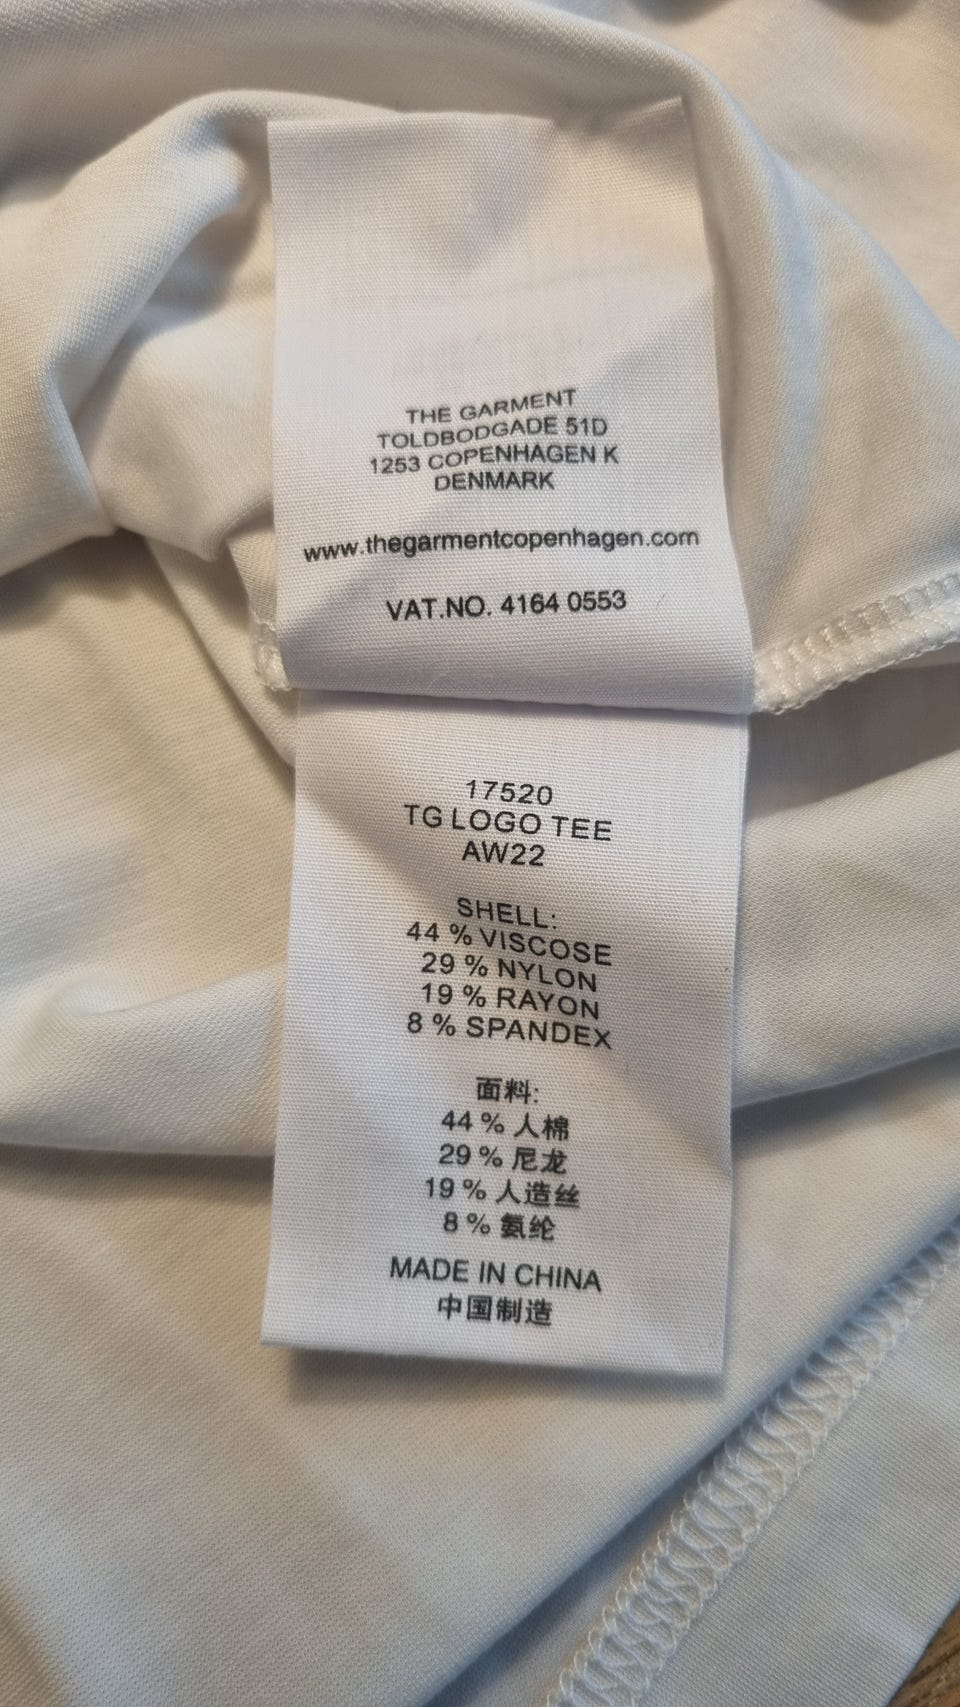 THE GARMENT
TOLDBODGADE 51D
1253 COPENHAGEN K
DENMARK
www.thegarmentcopenhagen.com
VAT.NO. 4164 0553
17520
TG LOGO TEE
AW22
SHELL:
44 % VISCOSE
29 % NYLON
19 % RAYON
8 % SPANDEX
面料:
44 % 人棉
29 % 尼龙
19 % 人造丝
8 % 氨纶
MADE IN CHINA
中国制造